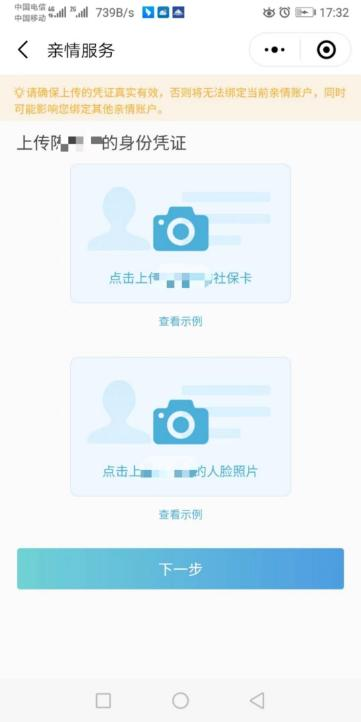 中国电信 4G 2G 739B/s 17:32
中国移动
亲情服务
请确保上传的凭证真实有效，否则将无法绑定当前亲情账户，同时
可能影响您绑定其他亲情账户。
上传 的身份凭证
点击上传 社保卡
查看示例
点击上 的人脸照片
查看示例
下一步